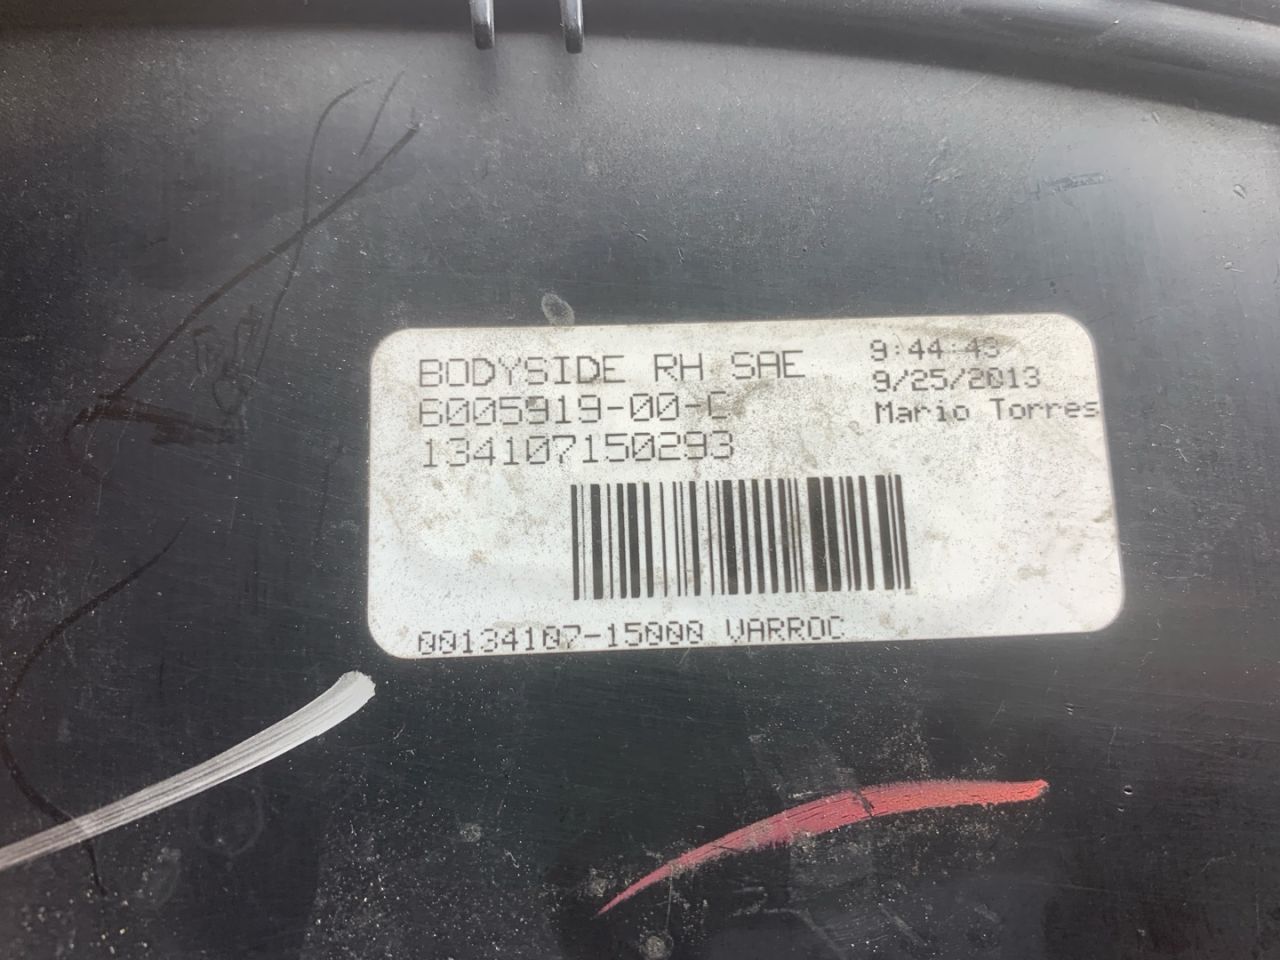 BODYSIDE RH SAE
6005919-00-C
134107150293
9:44:43
9/25/2013
Mario Torres
00134107-15000 VARROC